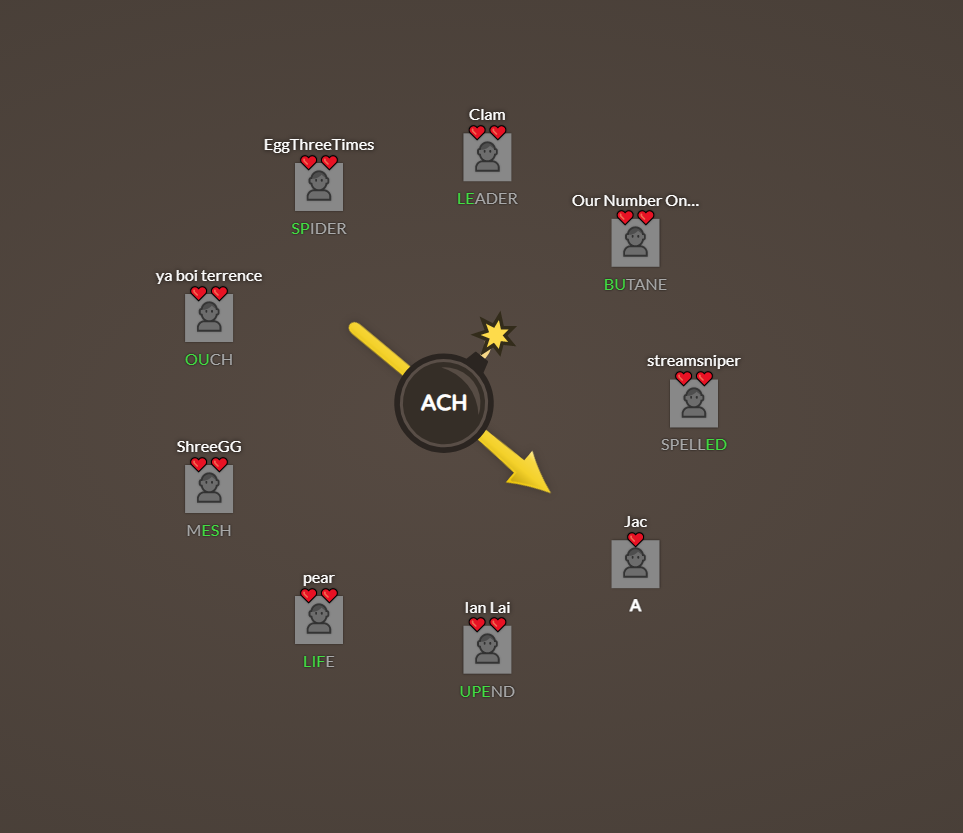 Clam
LEADER
EggThreeTimes
SPIDER
Our Number On...
BUTANE
ya boi terrence
OUCH
streamsniper
SPELLED
ACH
ShreeGG
MESH
Jac
A
pear
LIFE
Ian Lai
UPEND